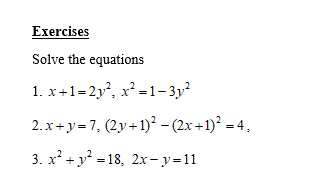 Exercises
Solve the equations
1. x+1=2y², x²=1−3y²
2. x+y=7, (2y+1)²−(2x+1)²=4,
3. x²+y²=18, 2x−y=11